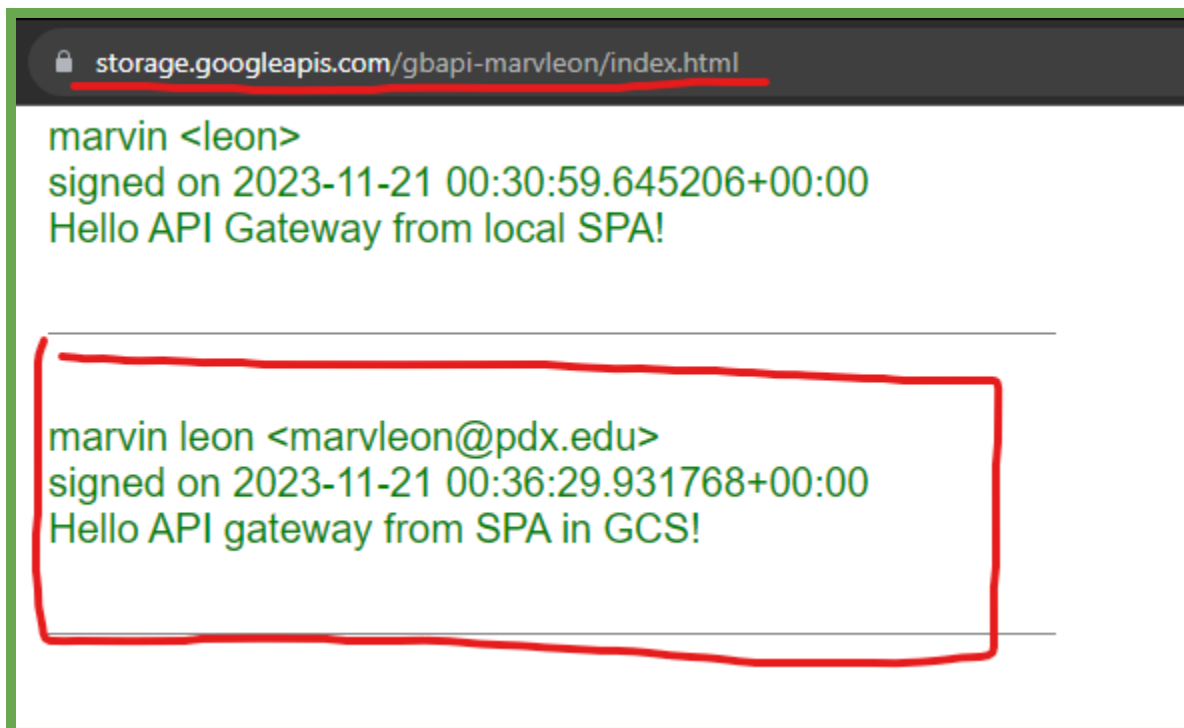 storage.googleapis.com/gbapi-marvleon/index.html
marvin <leon>
signed on 2023-11-21 00:30:59.645206+00:00
Hello API Gateway from local SPA!
marvin leon <marvleon@pdx.edu>
signed on 2023-11-21 00:36:29.931768+00:00
Hello API gateway from SPA in GCS!